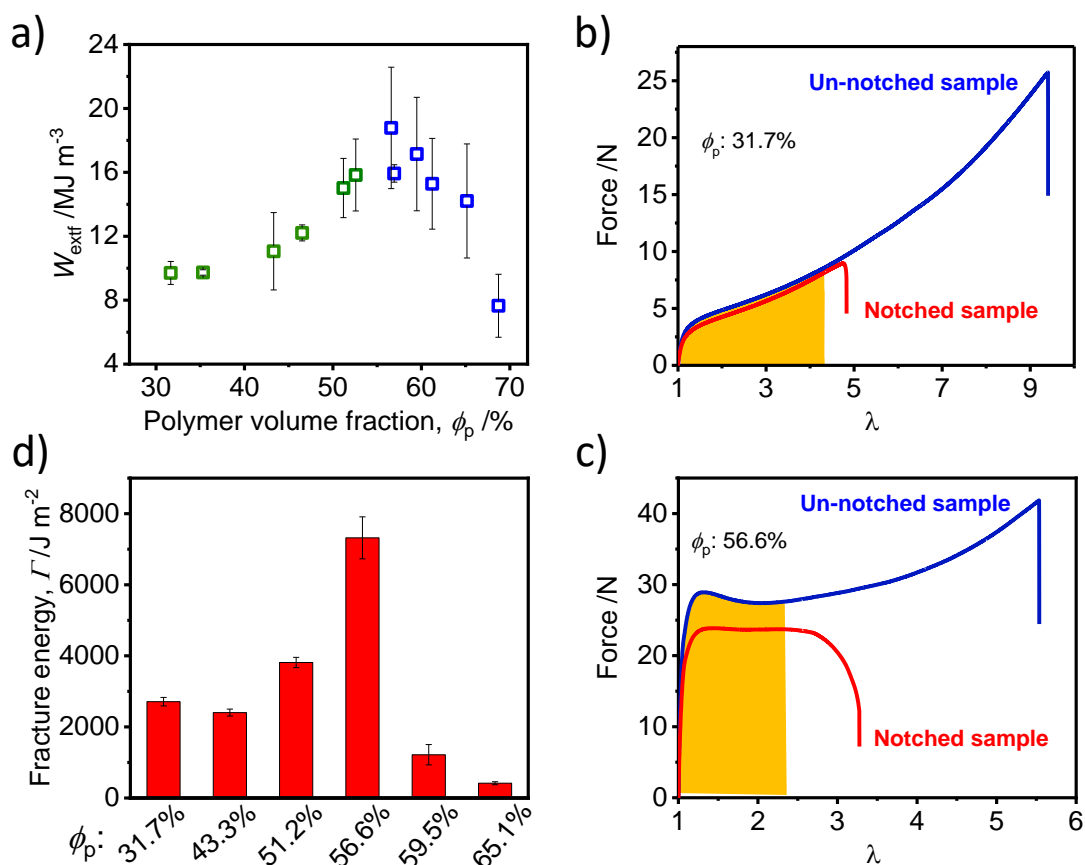 a)
24
20
16
12
8
4
W_extf /MJ m⁻³
30 40 50 60 70
Polymer volume fraction, ϕ_p /%
b)
25
20
15
10
5
0
Force /N
Un-notched sample
ϕ_p: 31.7%
Notched sample
1 3 5 7 9
λ
d)
8000
6000
4000
2000
0
Fracture energy, Γ /J m⁻²
ϕ_p: 31.7% 43.3% 51.2% 56.6% 59.5% 65.1%
c)
40
30
20
10
0
Force /N
Un-notched sample
ϕ_p: 56.6%
Notched sample
1 2 3 4 5 6
λ